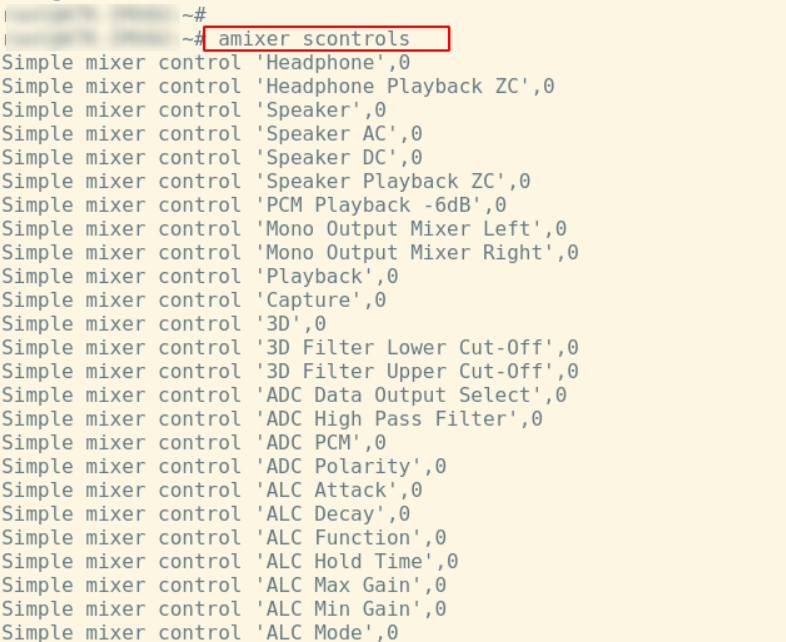 ~#
~# amixer scontrols
Simple mixer control 'Headphone',0
Simple mixer control 'Headphone Playback ZC',0
Simple mixer control 'Speaker',0
Simple mixer control 'Speaker AC',0
Simple mixer control 'Speaker DC',0
Simple mixer control 'Speaker Playback ZC',0
Simple mixer control 'PCM Playback -6dB',0
Simple mixer control 'Mono Output Mixer Left',0
Simple mixer control 'Mono Output Mixer Right',0
Simple mixer control 'Playback',0
Simple mixer control 'Capture',0
Simple mixer control '3D',0
Simple mixer control '3D Filter Lower Cut-Off',0
Simple mixer control '3D Filter Upper Cut-Off',0
Simple mixer control 'ADC Data Output Select',0
Simple mixer control 'ADC High Pass Filter',0
Simple mixer control 'ADC PCM',0
Simple mixer control 'ADC Polarity',0
Simple mixer control 'ALC Attack',0
Simple mixer control 'ALC Decay',0
Simple mixer control 'ALC Function',0
Simple mixer control 'ALC Hold Time',0
Simple mixer control 'ALC Max Gain',0
Simple mixer control 'ALC Min Gain',0
Simple mixer control 'ALC Mode',0